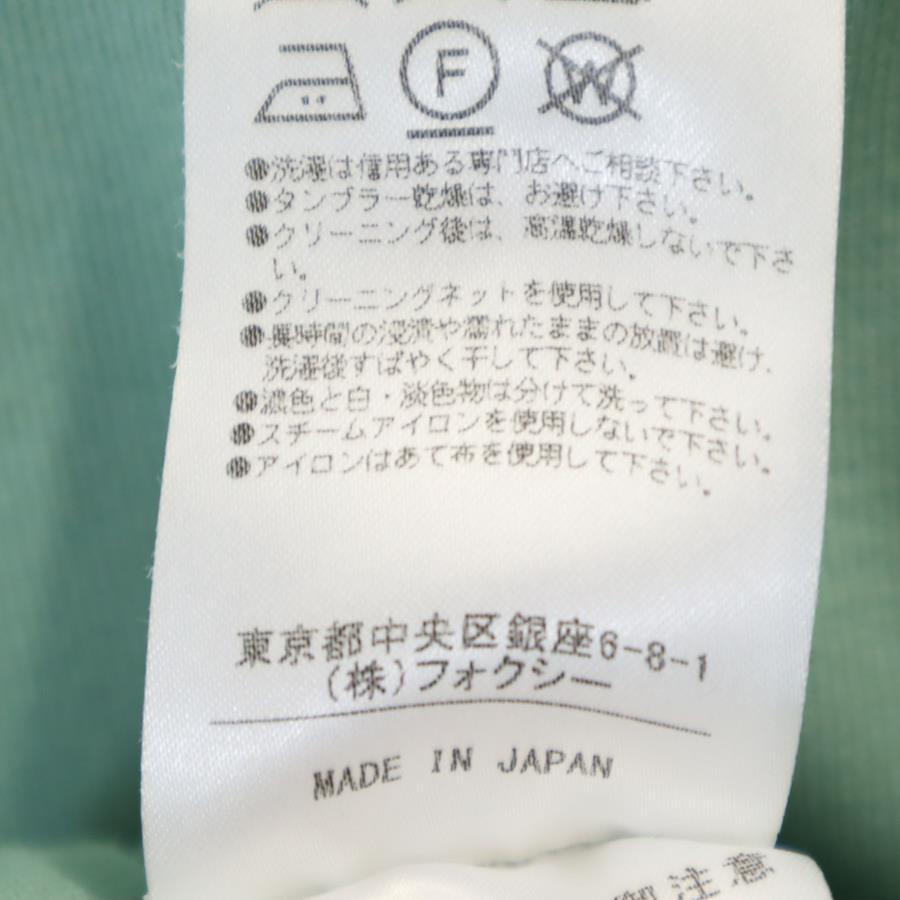 F
W
●洗濯は信用ある専門店へご相談下さい。
●タンブラー乾燥は、お避け下さい。
●クリーニング後は、高温乾燥しないで下さ
い。
●クリーニングネットを使用して下さい。
●長時間の浸漬や濡れたままの放置は避け、
洗濯後すばやく干して下さい。
●濃色と白・淡色物は分けて洗って下さい。
●スチームアイロンを使用しないで下さい。
●アイロンはあて布を使用して下さい。
東京都中央区銀座6-8-1
(株)フォクシー
MADE IN JAPAN
御注意